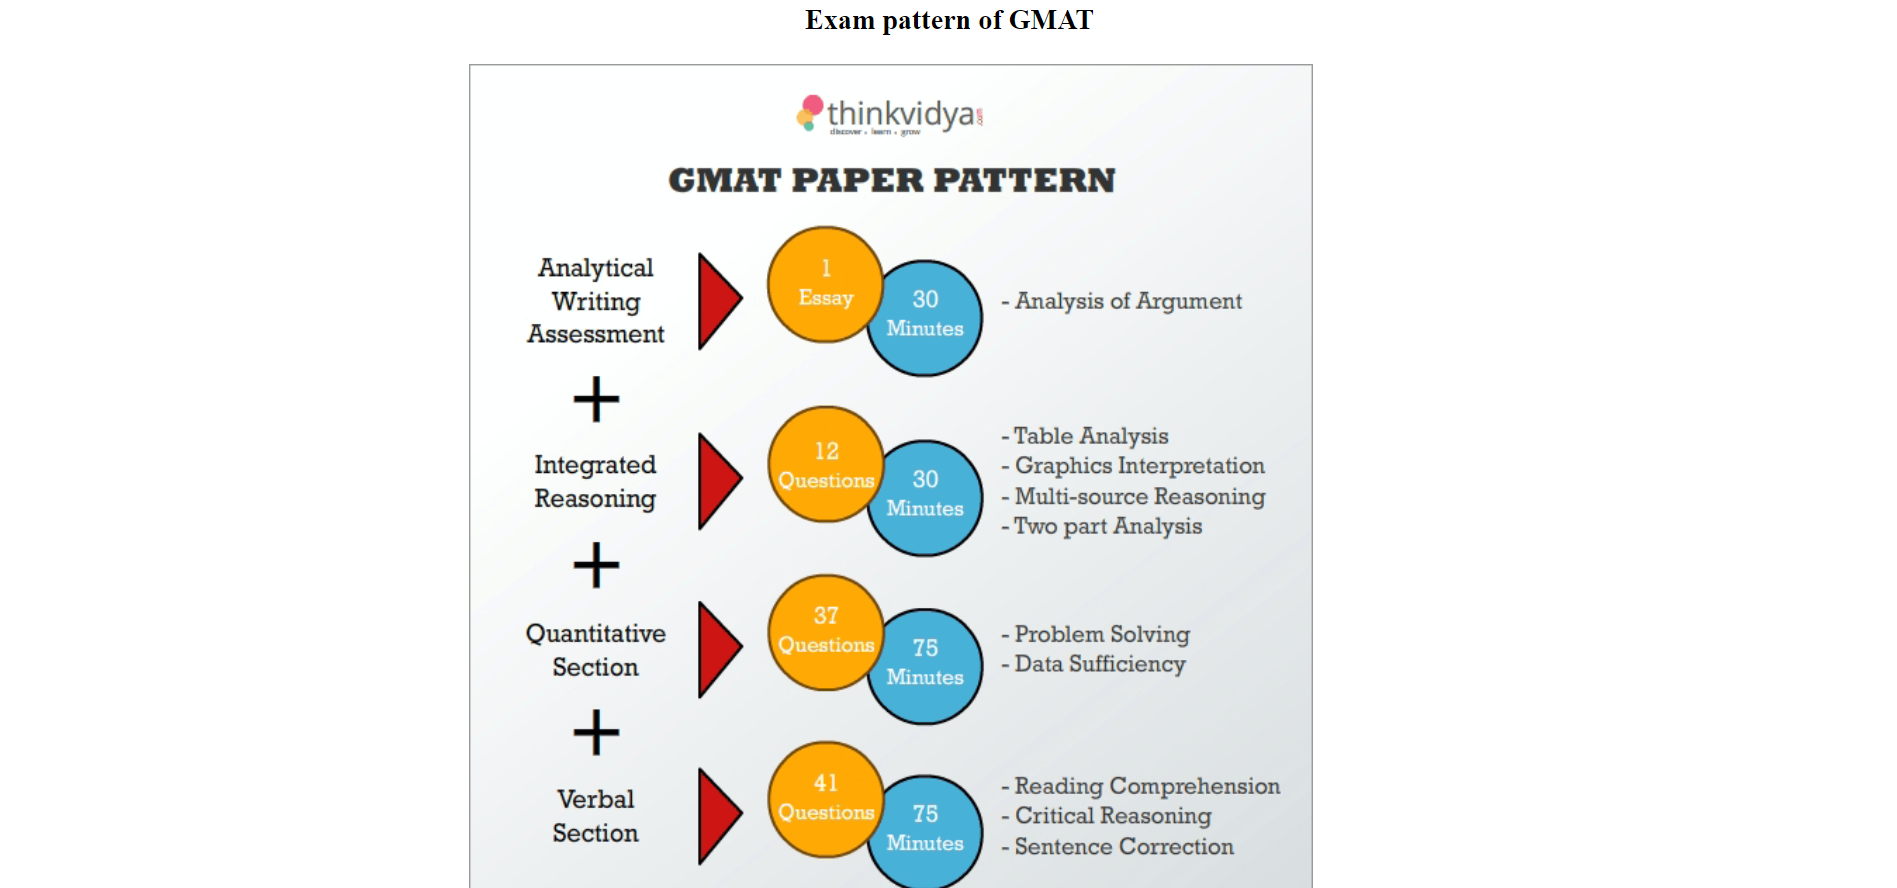 Exam pattern of GMAT
thinkvidya.com
discover . learn . grow
GMAT PAPER PATTERN
Analytical
Writing
Assessment
1
Essay
30
Minutes
- Analysis of Argument
+
Integrated
Reasoning
12
Questions
30
Minutes
- Table Analysis
- Graphics Interpretation
- Multi-source Reasoning
- Two part Analysis
+
Quantitative
Section
37
Questions
75
Minutes
- Problem Solving
- Data Sufficiency
+
Verbal
Section
41
Questions
75
Minutes
- Reading Comprehension
- Critical Reasoning
- Sentence Correction